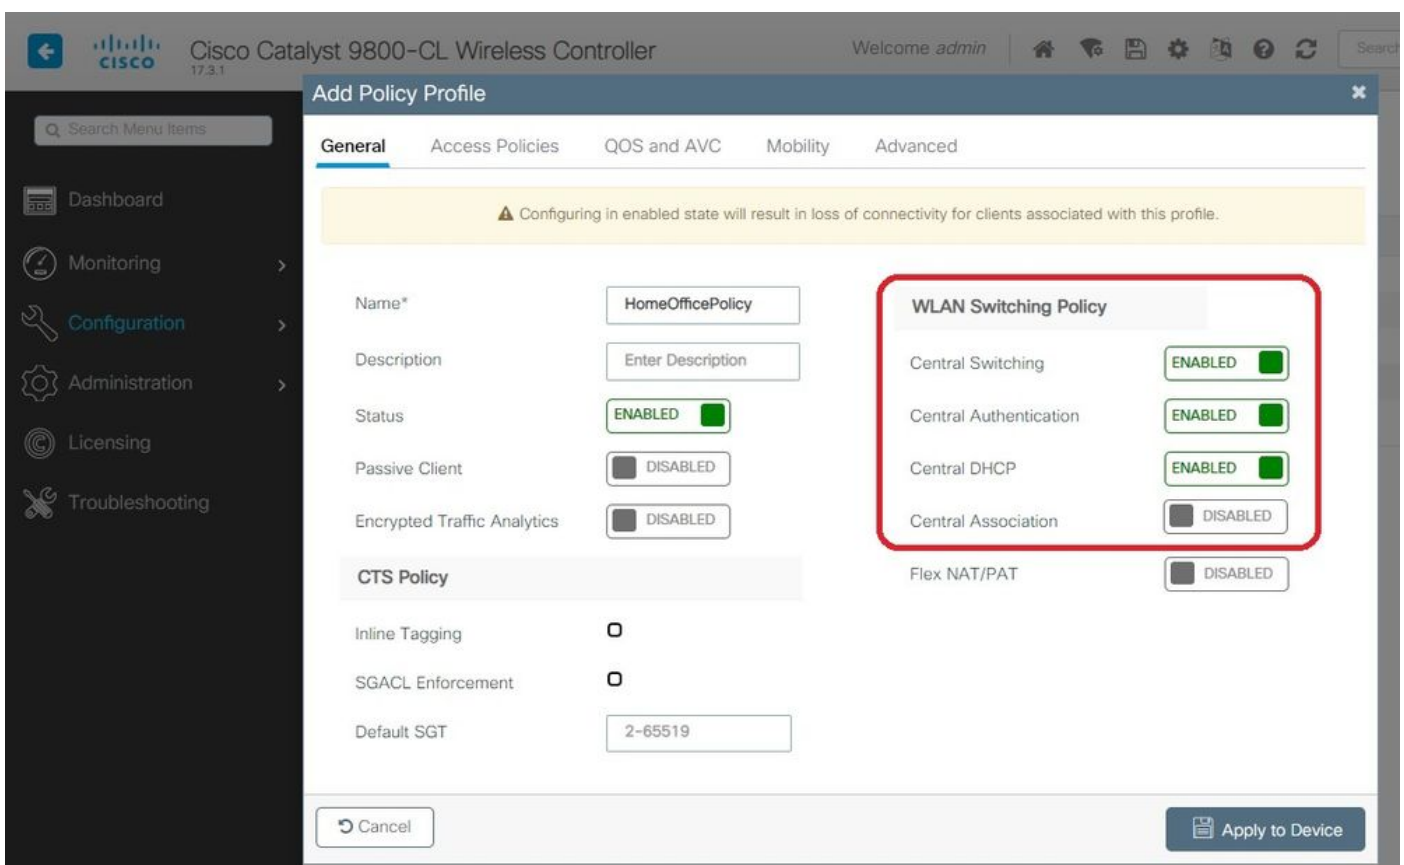 CISCO
Cisco Catalyst 9800-CL Wireless Controller
17.3.1
Welcome admin
Search Menu Items
Dashboard
Monitoring
Configuration
Administration
Licensing
Troubleshooting
Add Policy Profile
General Access Policies QOS and AVC Mobility Advanced
Configuring in enabled state will result in loss of connectivity for clients associated with this profile.
Name* HomeOfficePolicy
Description Enter Description
Status ENABLED
Passive Client DISABLED
Encrypted Traffic Analytics DISABLED
CTS Policy
Inline Tagging
SGACL Enforcement
Default SGT 2-65519
WLAN Switching Policy
Central Switching ENABLED
Central Authentication ENABLED
Central DHCP ENABLED
Central Association DISABLED
Flex NAT/PAT DISABLED
Cancel
Apply to Device